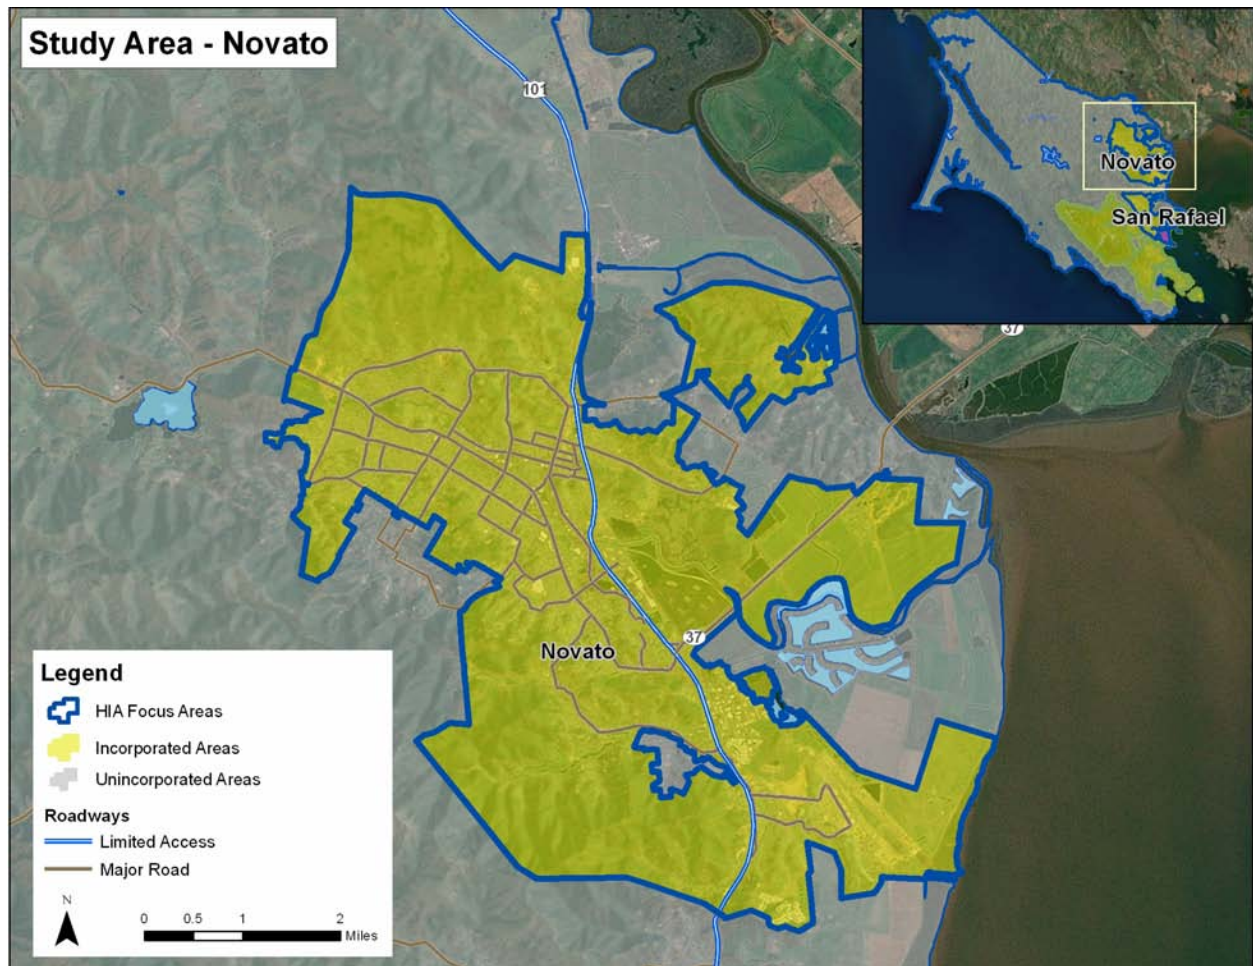 Study Area - Novato
101
Novato
San Rafael
37
37
Novato
Legend
HIA Focus Areas
Incorporated Areas
Unincorporated Areas
Roadways
Limited Access
Major Road
N
0 0.5 1 2
Miles